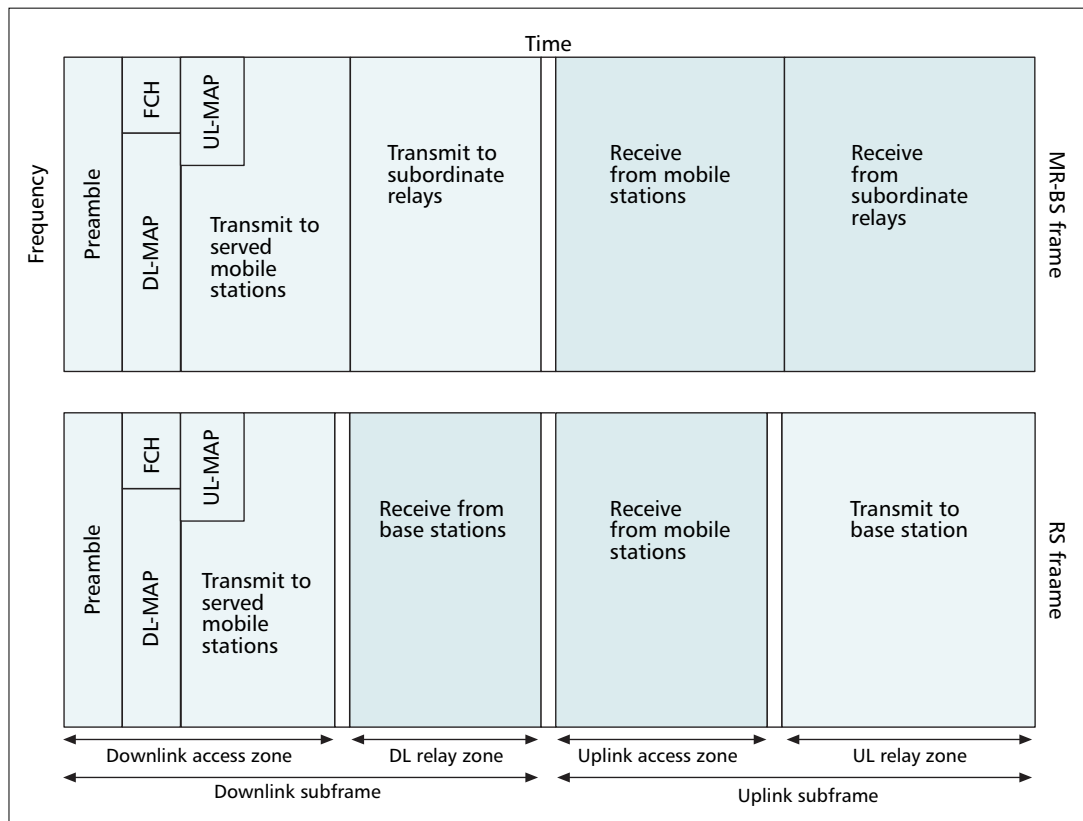 Time
Frequency
Preamble
FCH
DL-MAP
UL-MAP
Transmit to
served
mobile
stations
Transmit to
subordinate
relays
Receive
from mobile
stations
Receive
from
subordinate
relays
MR-BS frame
Preamble
FCH
DL-MAP
UL-MAP
Transmit to
served
mobile
stations
Receive from
base stations
Receive
from mobile
stations
Transmit to
base station
RS fraame
Downlink access zone
DL relay zone
Uplink access zone
UL relay zone
Downlink subframe
Uplink subframe